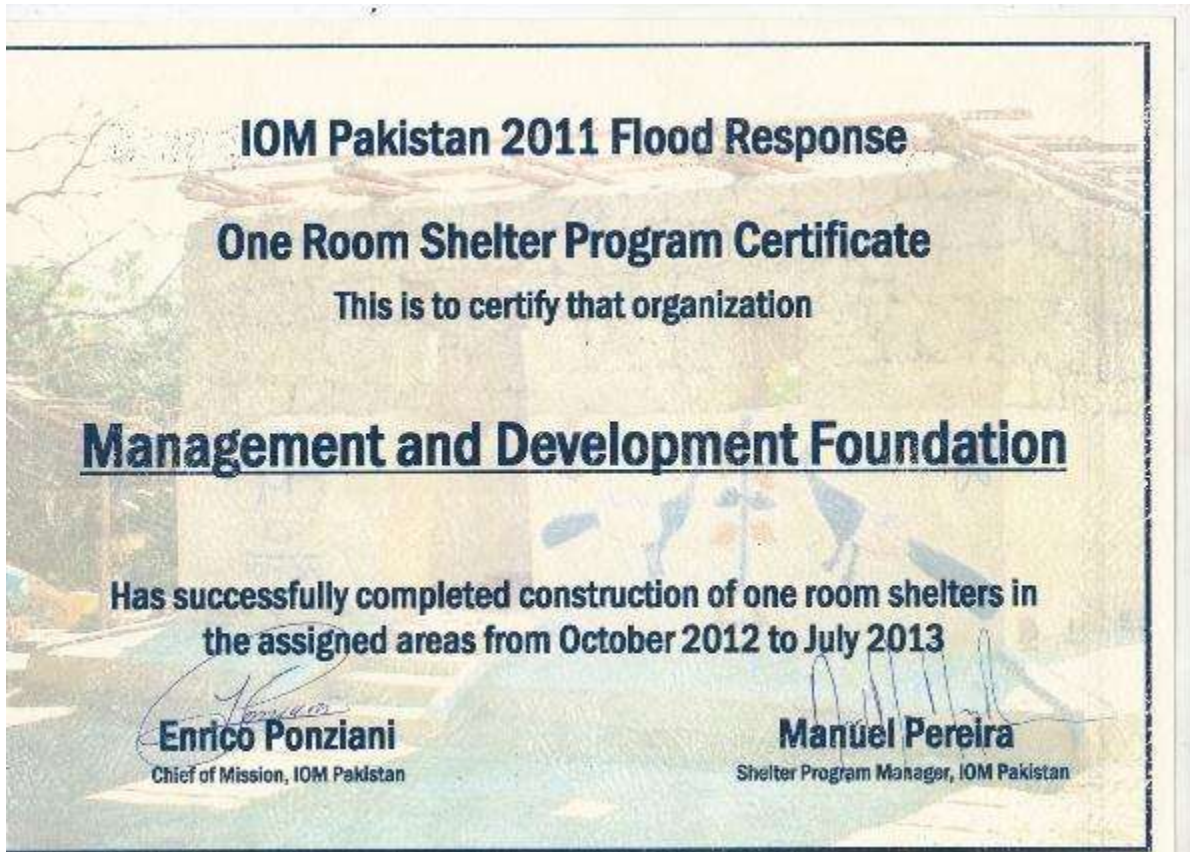 IOM Pakistan 2011 Flood Response
One Room Shelter Program Certificate
This is to certify that organization
Management and Development Foundation
Has successfully completed construction of one room shelters in
the assigned areas from October 2012 to July 2013
Enrico Ponziani
Manuel Pereira
Chief of Mission, IOM Pakistan
Shelter Program Manager, IOM Pakistan